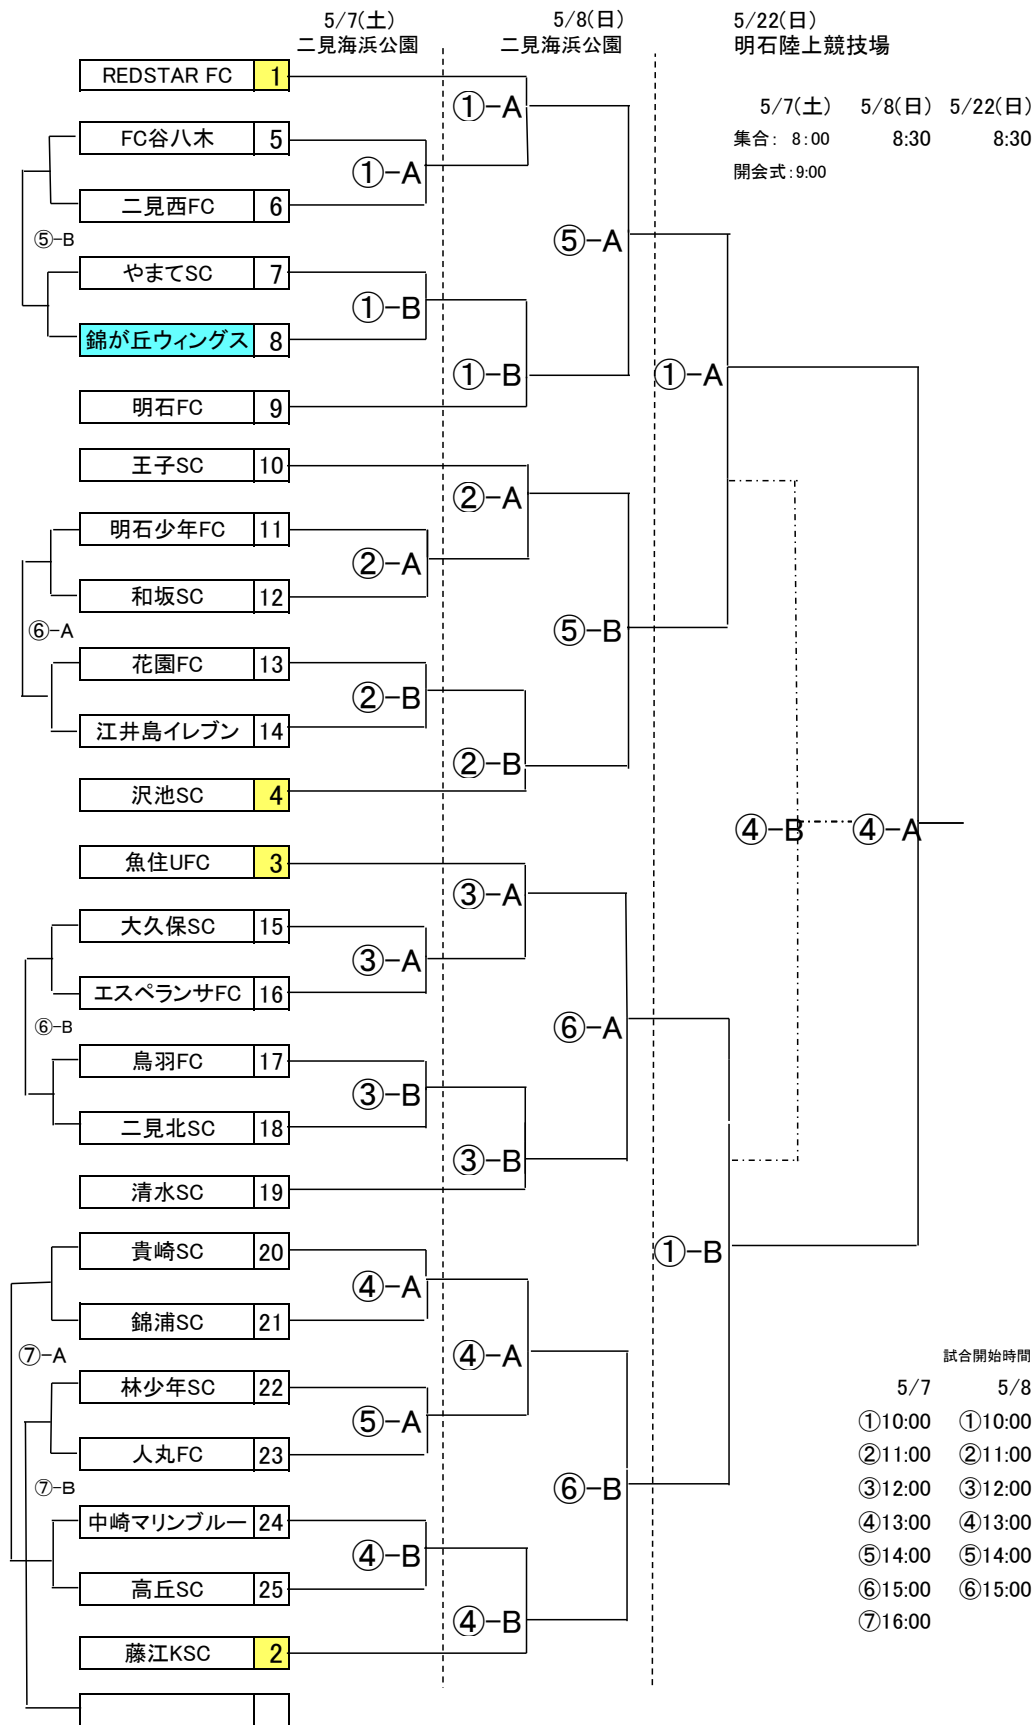 5/7(土) 5/8(日) 5/22(日)
二見海浜公園 二見海浜公園 明石陸上競技場
REDSTAR FC 1
①-A
5/7(土) 5/8(日) 5/22(日)
集合: 8:00 8:30 8:30
開会式:9:00
FC谷八木 5
①-A
二見西FC 6
⑤-B
⑤-A
やまてSC 7
①-B
錦が丘ウィングス 8
①-B
①-A
明石FC 9
王子SC 10
②-A
明石少年FC 11
②-A
和坂SC 12
⑥-A
⑤-B
花園FC 13
②-B
江井島イレブン 14
②-B
沢池SC 4
④-B ④-A
魚住UFC 3
③-A
大久保SC 15
③-A
エスペランサFC 16
⑥-B
⑥-A
鳥羽FC 17
③-B
二見北SC 18
③-B
清水SC 19
貴崎SC 20
①-B
④-A
錦浦SC 21
⑦-A
④-A
試合開始時間
林少年SC 22
5/7 5/8
⑤-A
①10:00 ①10:00
人丸FC 23
②11:00 ②11:00
⑦-B
⑥-B
③12:00 ③12:00
中崎マリンブルー 24
④13:00 ④13:00
④-B
⑤14:00 ⑤14:00
高丘SC 25
⑥15:00 ⑥15:00
④-B
⑦16:00
藤江KSC 2